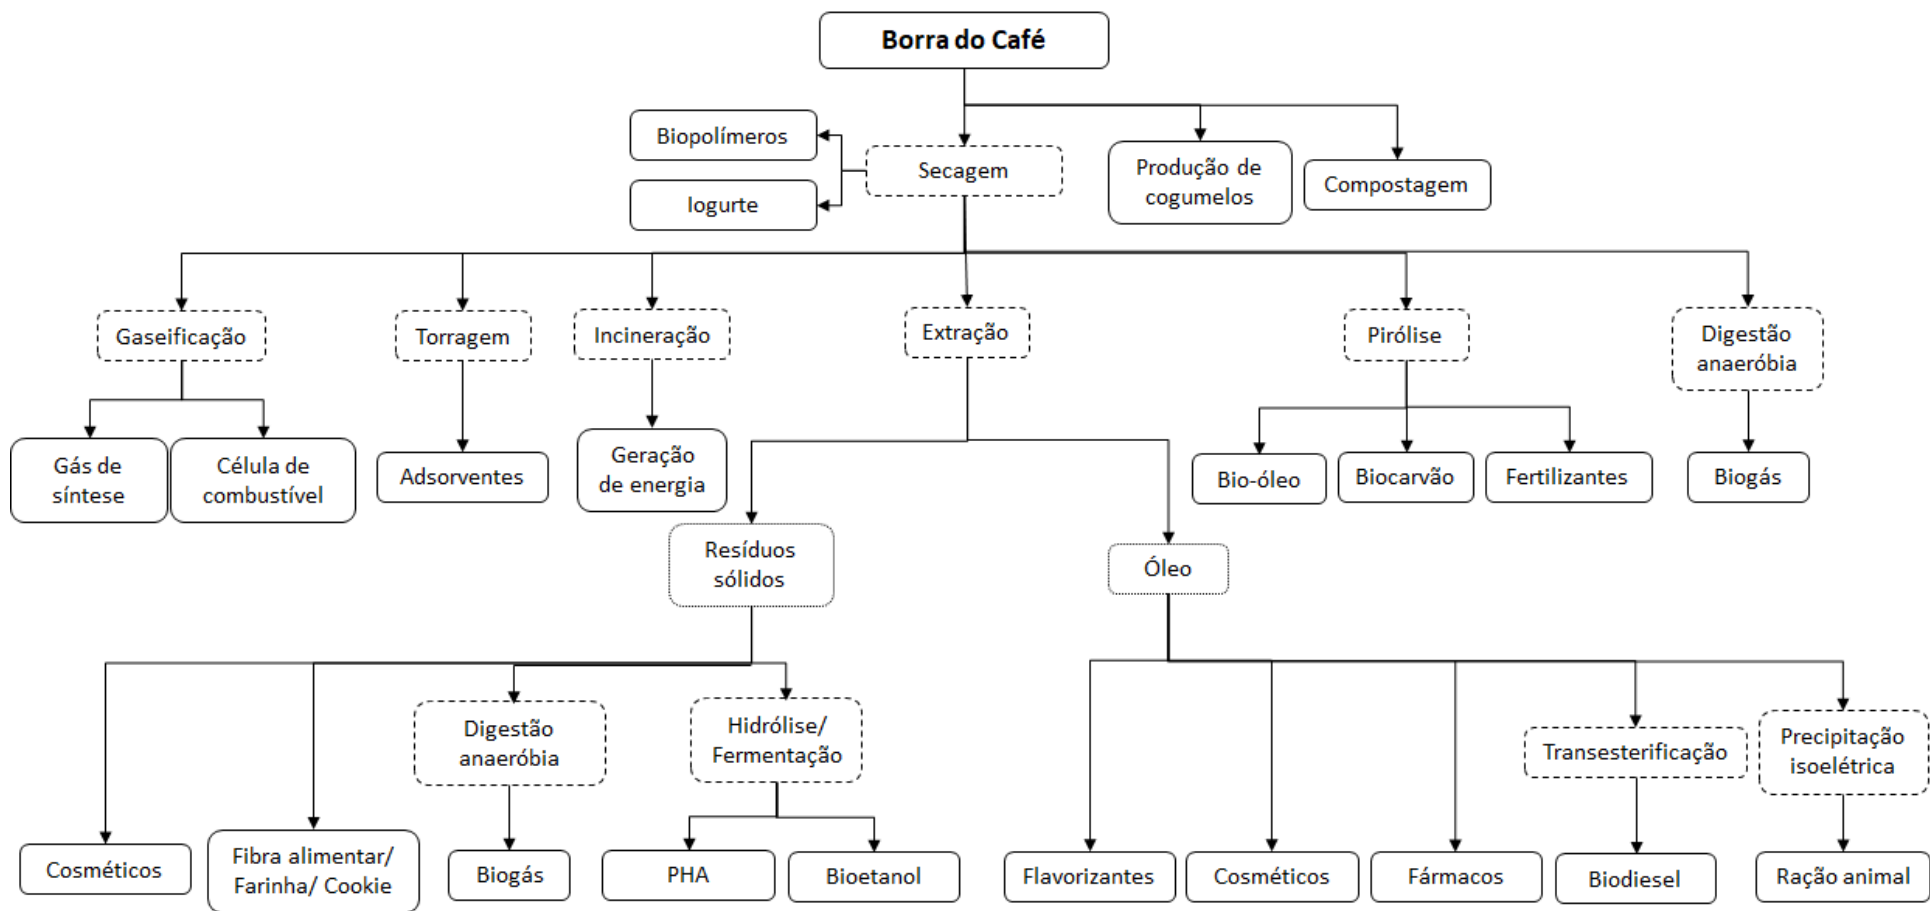 Borra do Café
Biopolímeros
Iogurte
Secagem
Produção de
cogumelos
Compostagem
Gaseificação
Torragem
Incineração
Extração
Pirólise
Digestão
anaeróbia
Gás de
síntese
Célula de
combustível
Adsorventes
Geração
de energia
Bio-óleo
Biocarvão
Fertilizantes
Biogás
Resíduos
sólidos
Óleo
Digestão
anaeróbia
Hidrólise/
Fermentação
Transesterificação
Precipitação
isoelétrica
Cosméticos
Fibra alimentar/
Farinha/ Cookie
Biogás
PHA
Bioetanol
Flavorizantes
Cosméticos
Fármacos
Biodiesel
Ração animal